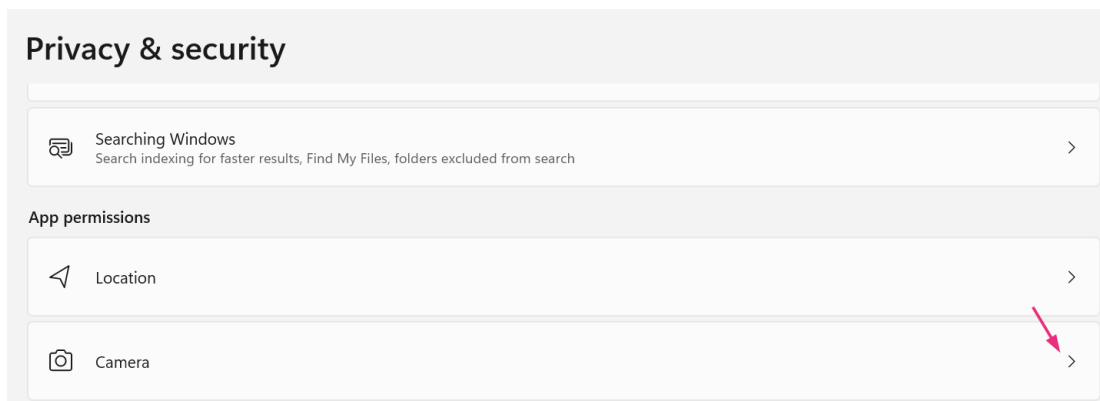 Privacy & security
Searching Windows
Search indexing for faster results, Find My Files, folders excluded from search
App permissions
Location
Camera